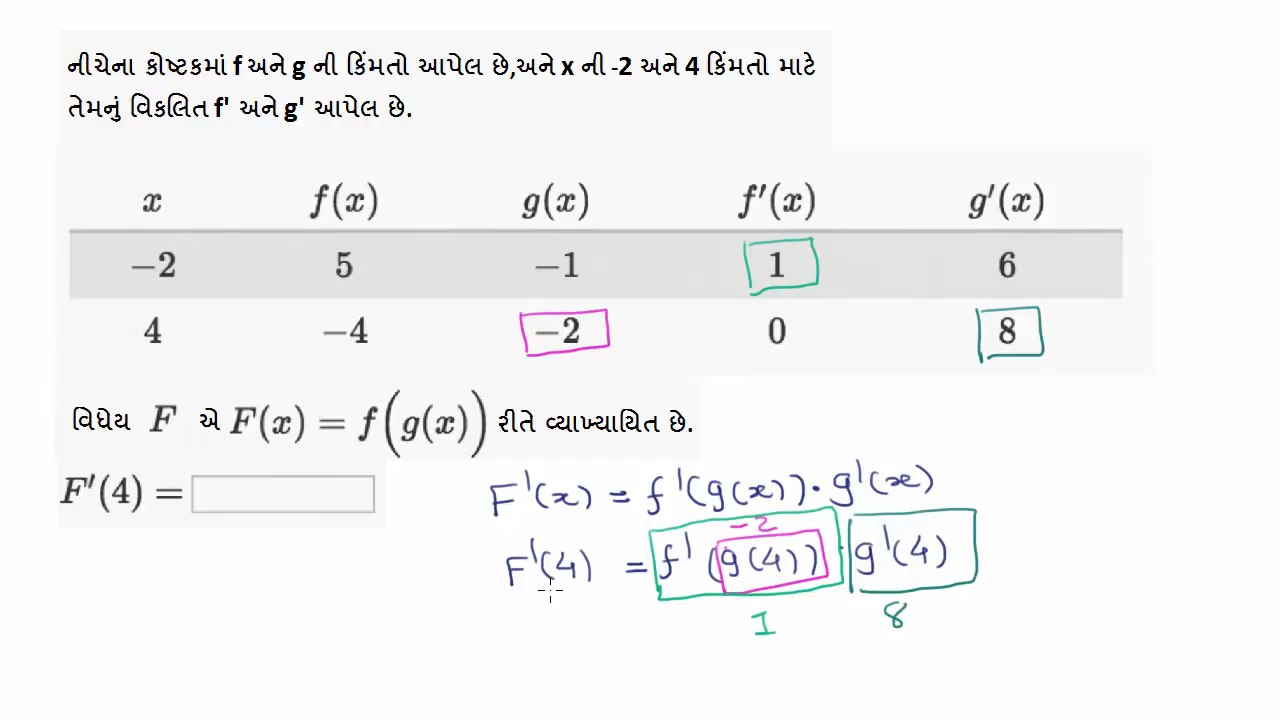 નીચેના કોષ્ટકમાં f અને g ની કિંમતો આપેલ છે,અને x ની -2 અને 4 કિંમતો માટે
તેમનું વિકલિત f' અને g' આપેલ છે.
x f(x) g(x) f′(x) g′(x)
−2 5 −1 1 6
4 −4 −2 0 8
વિધેય F એ F(x) = f(g(x)) રીતે વ્યાખ્યાયિત છે.
F′(4) =
F'(x) = f'(g(x)) · g'(x)
-2
F'(4) = f'(g(4)) · g'(4)
1 8